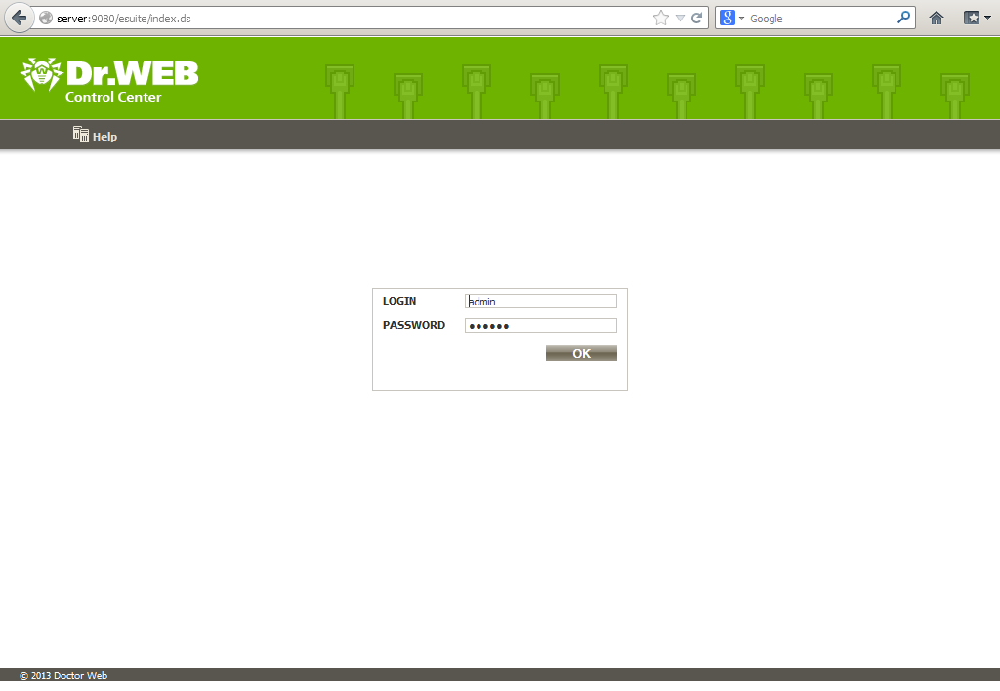 server:9080/esuite/index.ds
Google
Dr.WEB
Control Center
Help
LOGIN admin
PASSWORD ••••••
OK
© 2013 Doctor Web